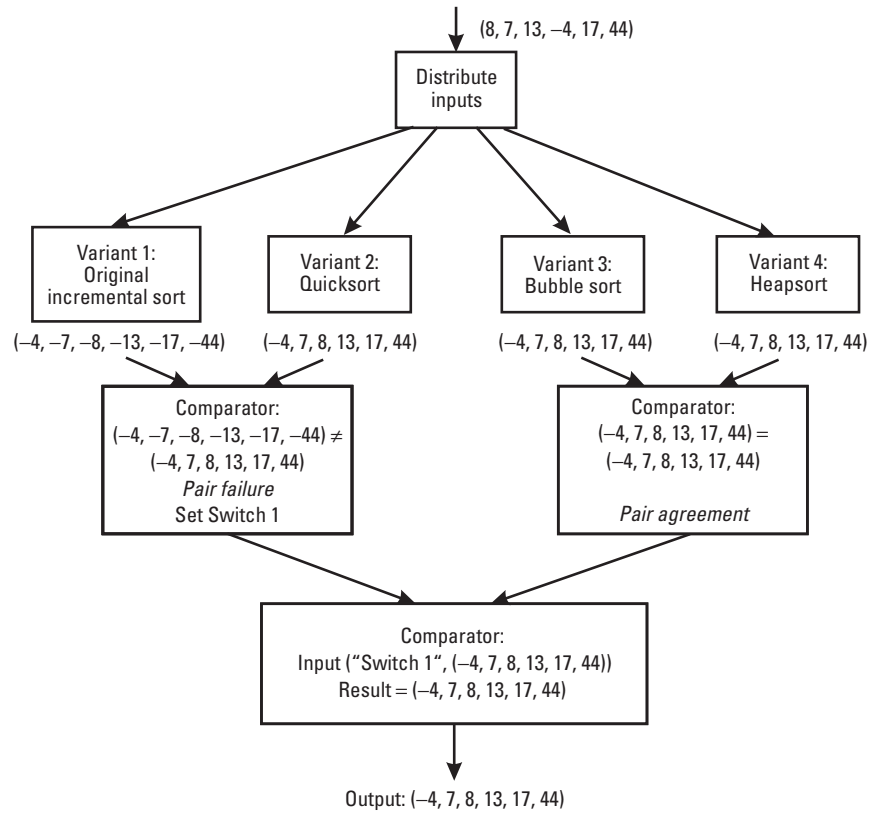 (8, 7, 13, –4, 17, 44)
Distribute
inputs
Variant 1:
Original
incremental sort
Variant 2:
Quicksort
Variant 3:
Bubble sort
Variant 4:
Heapsort
(–4, –7, –8, –13, –17, –44)
(–4, 7, 8, 13, 17, 44)
(–4, 7, 8, 13, 17, 44)
(–4, 7, 8, 13, 17, 44)
Comparator:
(–4, –7, –8, –13, –17, –44) ≠
(–4, 7, 8, 13, 17, 44)
Pair failure
Set Switch 1
Comparator:
(–4, 7, 8, 13, 17, 44) =
(–4, 7, 8, 13, 17, 44)
Pair agreement
Comparator:
Input (“Switch 1“, (–4, 7, 8, 13, 17, 44))
Result = (–4, 7, 8, 13, 17, 44)
Output: (–4, 7, 8, 13, 17, 44)